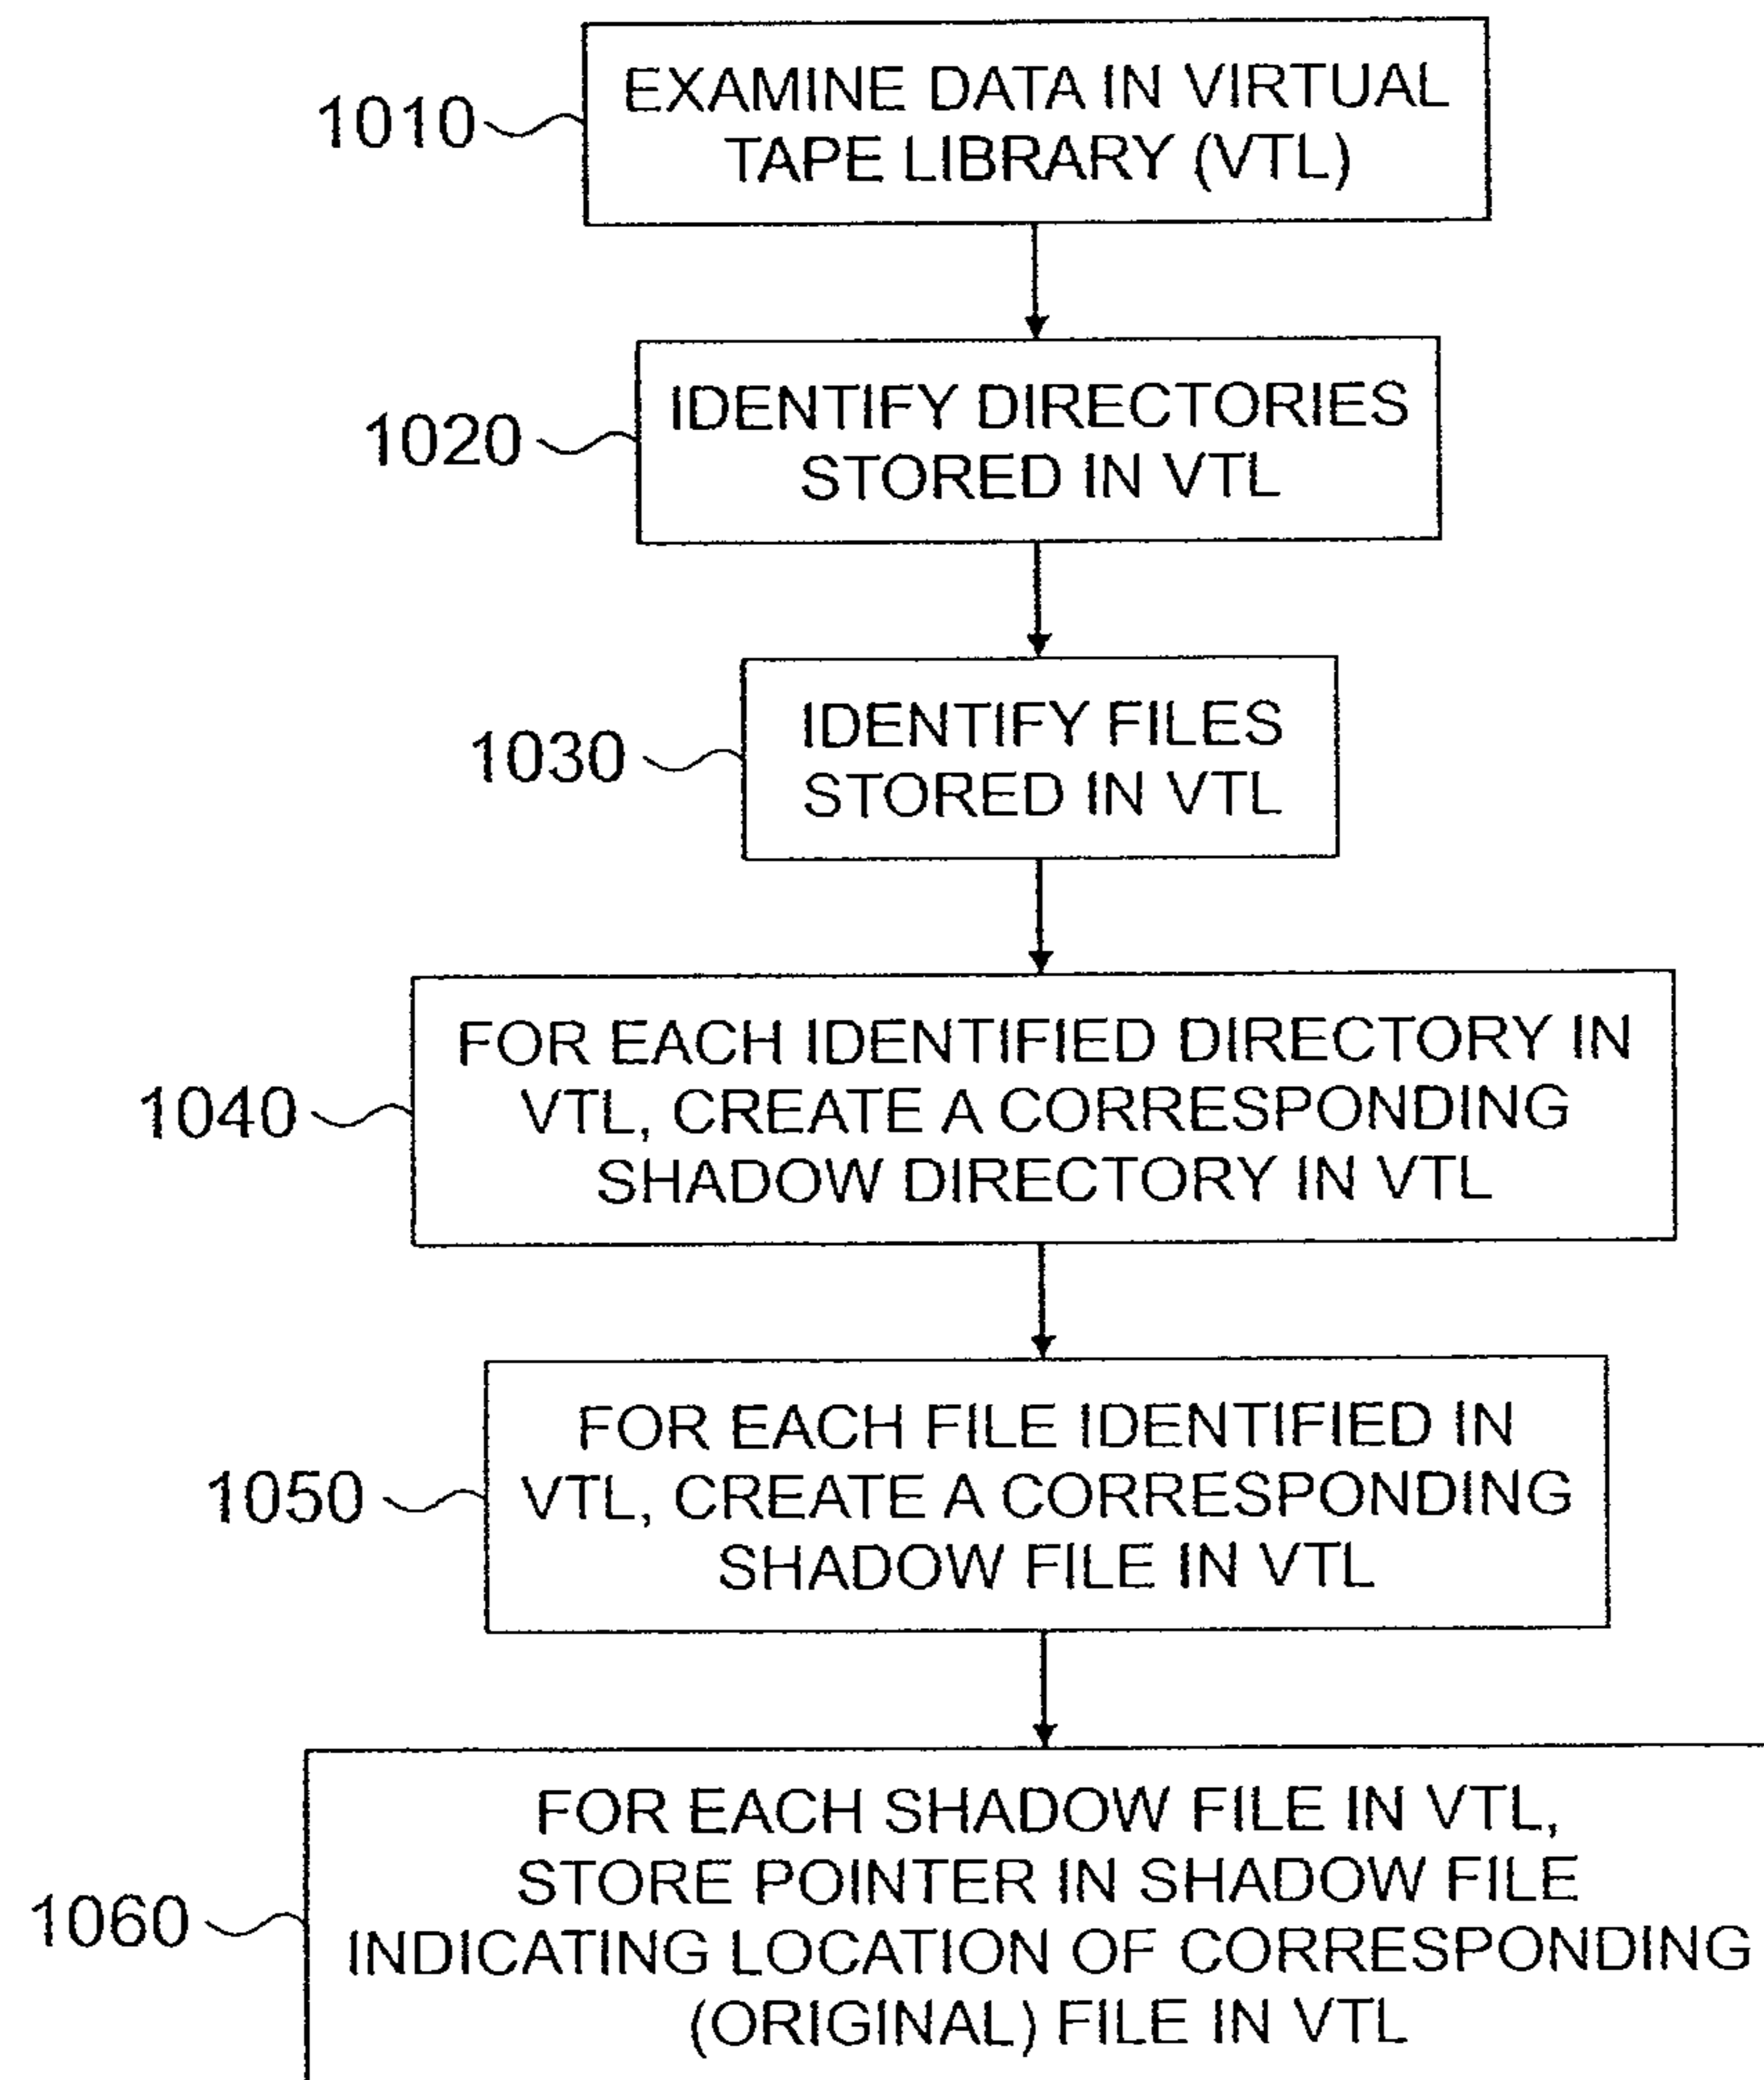 1010
EXAMINE DATA IN VIRTUAL
TAPE LIBRARY (VTL)
1020
IDENTIFY DIRECTORIES
STORED IN VTL
1030
IDENTIFY FILES
STORED IN VTL
1040
FOR EACH IDENTIFIED DIRECTORY IN
VTL, CREATE A CORRESPONDING
SHADOW DIRECTORY IN VTL
1050
FOR EACH FILE IDENTIFIED IN
VTL, CREATE A CORRESPONDING
SHADOW FILE IN VTL
1060
FOR EACH SHADOW FILE IN VTL,
STORE POINTER IN SHADOW FILE
INDICATING LOCATION OF CORRESPONDING
(ORIGINAL) FILE IN VTL